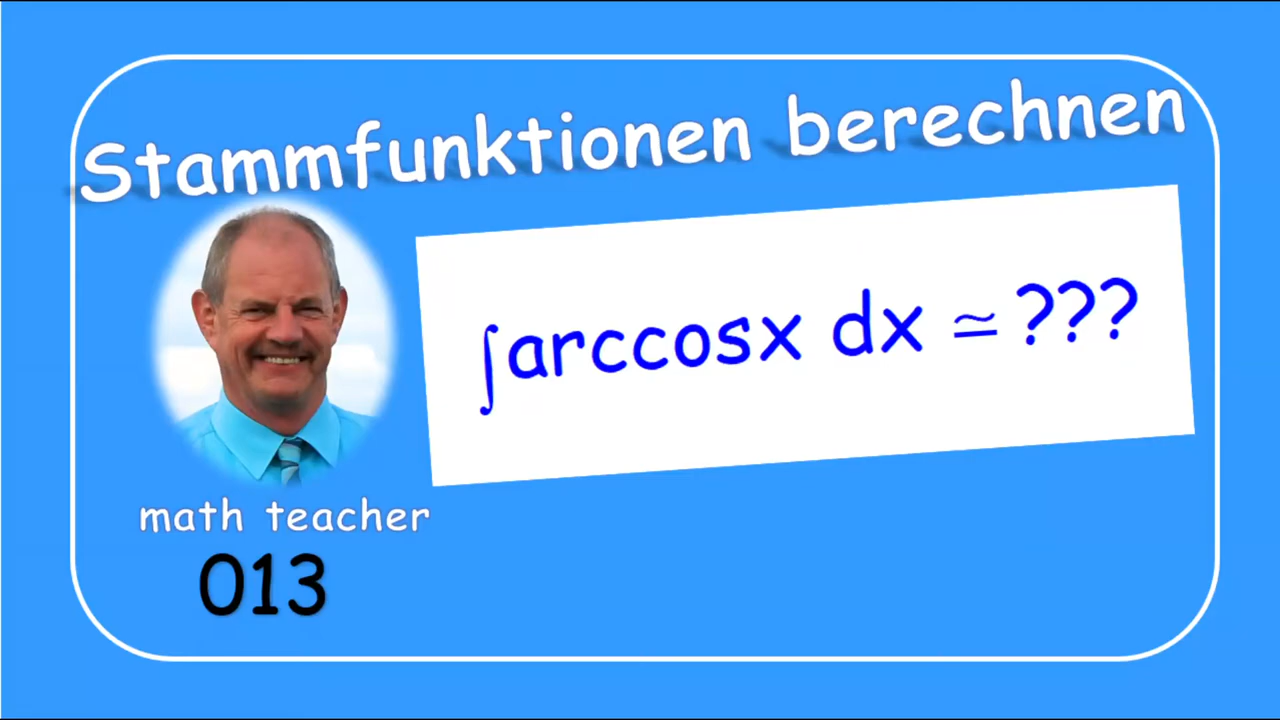 Stammfunktionen berechnen
∫arccosx dx ≃ ???
math teacher
013